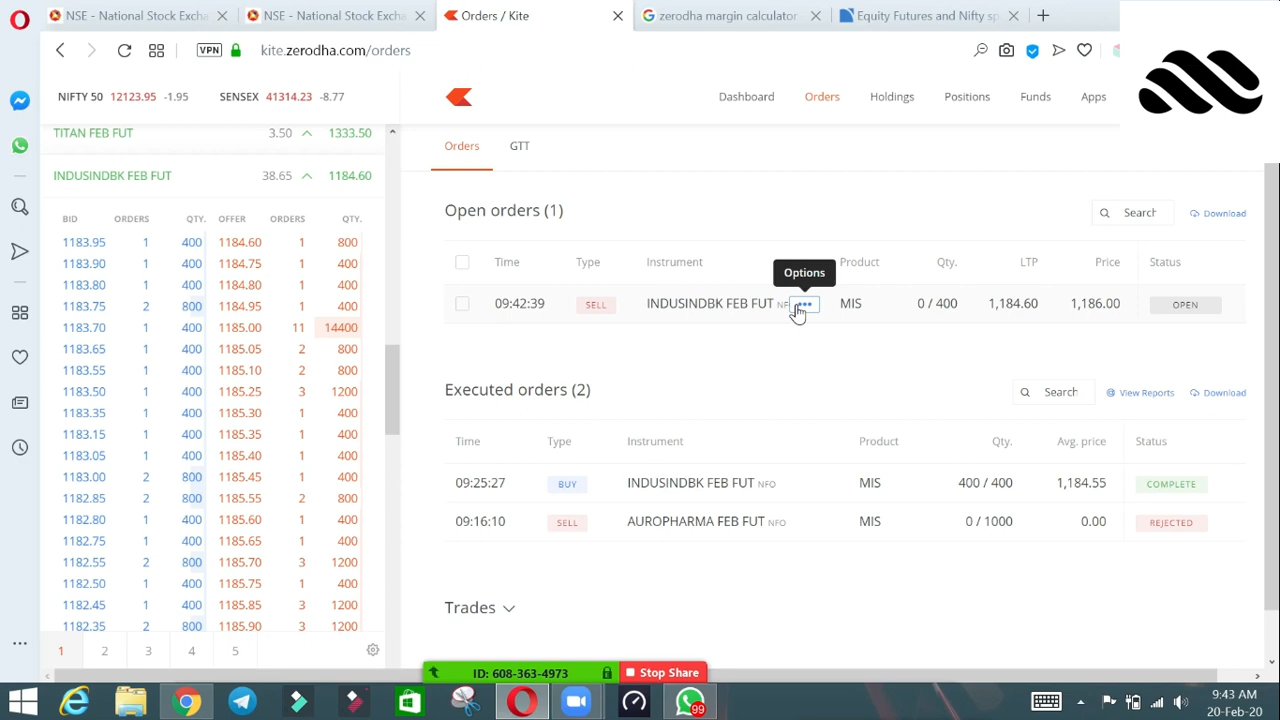 NSE - National Stock Excha
NSE - National Stock Excha
Orders / Kite
zerodha margin calculator
Equity Futures and Nifty sp
VPN
kite.zerodha.com/orders
NIFTY 50 12123.95 -1.95 SENSEX 41314.23 -8.77
Dashboard Orders Holdings Positions Funds Apps
TITAN FEB FUT 3.50 1333.50
INDUSINDBK FEB FUT 38.65 1184.60
BID ORDERS QTY. OFFER ORDERS QTY.
1183.95 1 400 1184.60 1 800
1183.90 1 400 1184.75 1 400
1183.80 1 400 1184.80 1 400
1183.75 2 800 1184.95 1 400
1183.70 1 400 1185.00 11 14400
1183.65 1 400 1185.05 2 800
1183.55 1 400 1185.10 2 800
1183.50 1 400 1185.25 3 1200
1183.35 1 400 1185.30 1 400
1183.15 1 400 1185.35 1 400
1183.05 1 400 1185.40 1 400
1183.00 2 800 1185.45 1 400
1182.85 2 800 1185.55 2 800
1182.80 1 400 1185.60 1 400
1182.75 1 400 1185.65 1 400
1182.55 2 800 1185.70 3 1200
1182.50 1 400 1185.75 1 400
1182.45 1 400 1185.85 3 1200
1182.35 2 800 1185.90 3 1200
1 2 3 4 5
Orders GTT
Open orders (1)
Search Download
Time Type Instrument Product Qty. LTP Price Status
Options
09:42:39 SELL INDUSINDBK FEB FUT MIS 0 / 400 1,184.60 1,186.00 OPEN
Executed orders (2)
Search View Reports Download
Time Type Instrument Product Qty. Avg. price Status
09:25:27 BUY INDUSINDBK FEB FUT NFO MIS 400 / 400 1,184.55 COMPLETE
09:16:10 SELL AUROPHARMA FEB FUT NFO MIS 0 / 1000 0.00 REJECTED
Trades
ID: 608-363-4973 Stop Share
99
9:43 AM
20-Feb-20